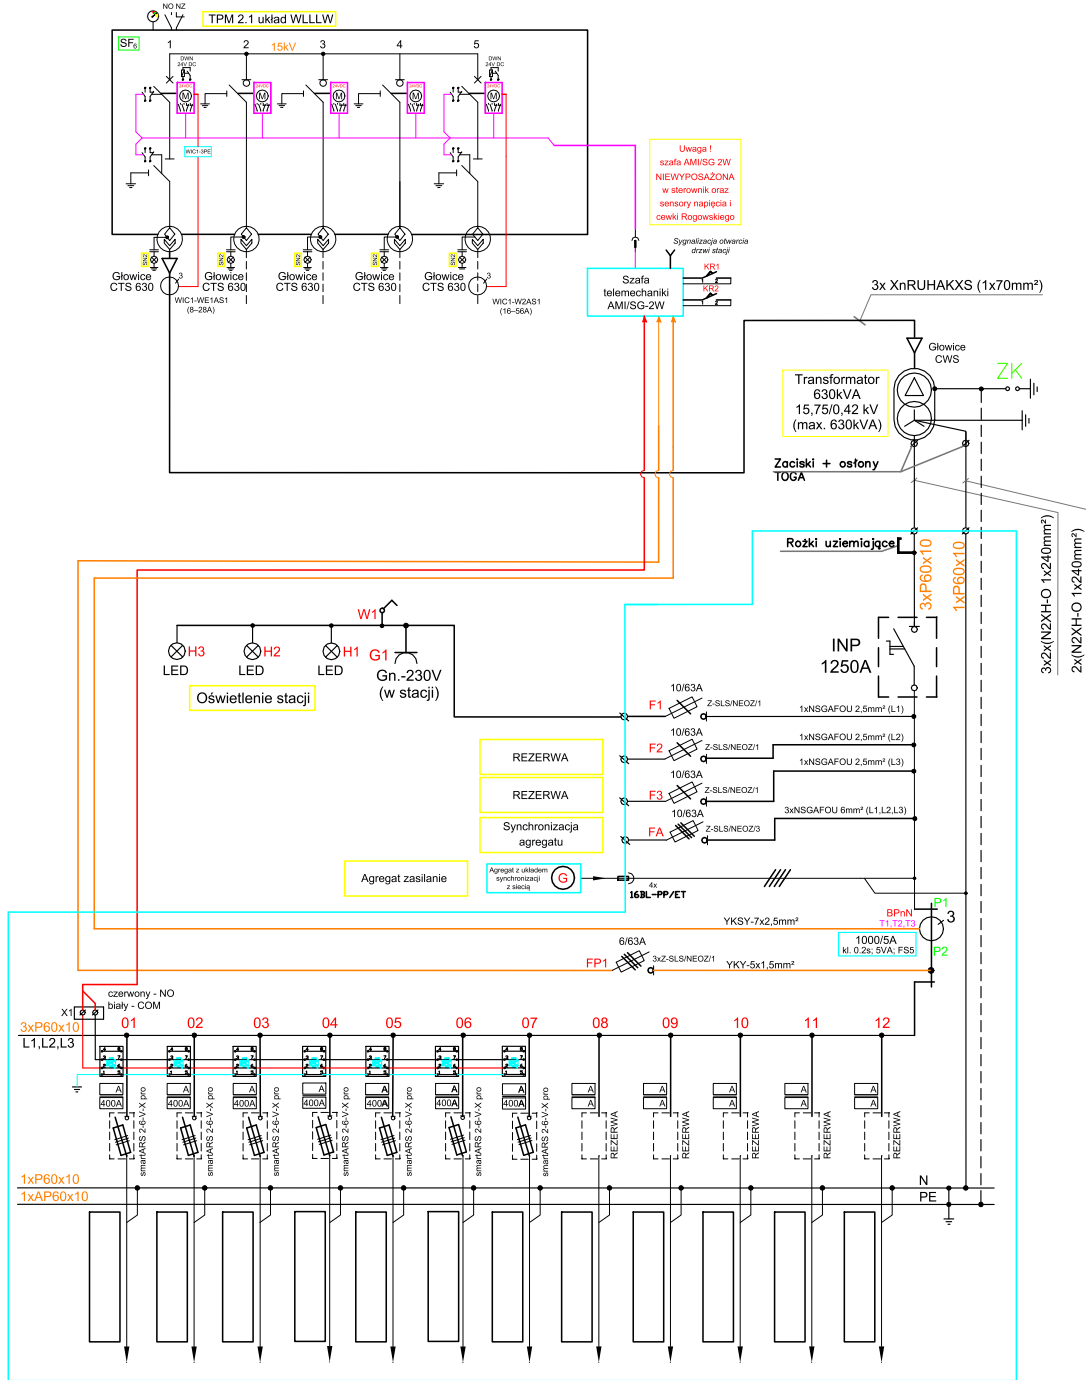 NO NZ
TPM 2.1 układ WLLLW
SF6
1
2
3
4
5
15kV
DWN
24V DC
DWN
24V DC
24VDC
24VDC
24VDC
24VDC
24VDC
M
M
M
M
M
WIC1-3PE
Uwaga !
szafa AMI/SG 2W
NIEWYPOSAŻONA
w sterownik oraz
sensory napięcia i
cewki Rogowskiego
SN2
SN2
SN2
SN2
SN2
Głowice
CTS 630
Głowice
CTS 630
Głowice
CTS 630
Głowice
CTS 630
Głowice
CTS 630
3
3
WIC1-WE1AS1
(8–28A)
WIC1-W2AS1
(16–56A)
Sygnalizacja otwarcia
drzwi stacji
KR1
KR2
Szafa
telemechaniki
AMI/SG-2W
3x XnRUHAKXS (1x70mm²)
Głowice
CWS
ZK
Transformator
630kVA
15,75/0,42 kV
(max. 630kVA)
Zaciski + osłony
TOGA
Rożki uziemiające
3xP60x10
1xP60x10
3x2x(N2XH-O 1x240mm²)
2x(N2XH-O 1x240mm²)
W1
H3
LED
H2
LED
H1
LED
G1
Gn.-230V
(w stacji)
Oświetlenie stacji
INP
1250A
F1
10/63A
Z-SLS/NEOZ/1
1xNSGAFOU 2,5mm² (L1)
REZERWA
F2
10/63A
Z-SLS/NEOZ/1
1xNSGAFOU 2,5mm² (L2)
REZERWA
F3
10/63A
Z-SLS/NEOZ/1
1xNSGAFOU 2,5mm² (L3)
Synchronizacja
agregatu
FA
10/63A
Z-SLS/NEOZ/3
3xNSGAFOU 6mm² (L1,L2,L3)
Agregat zasilanie
Agregat z układem
synchronizacji
z siecią
G
4x
16BL-PP/ET
YKSY-7x2,5mm²
BPnN
T1,T2,T3
P1
3
P2
1000/5A
kl. 0.2s; 5VA; FS5
FP1
6/63A
3xZ-SLS/NEOZ/1
YKY-5x1,5mm²
czerwony - NO
biały - COM
X1
3xP60x10
L1,L2,L3
01
02
03
04
05
06
07
08
09
10
11
12
A
A
A
A
A
A
A
A
A
A
A
A
400A
400A
400A
400A
400A
400A
400A
A
A
A
A
A
smartARS 2-6-V-X pro
smartARS 2-6-V-X pro
smartARS 2-6-V-X pro
smartARS 2-6-V-X pro
smartARS 2-6-V-X pro
smartARS 2-6-V-X pro
smartARS 2-6-V-X pro
REZERWA
REZERWA
REZERWA
REZERWA
REZERWA
1xP60x10
N
1xAP60x10
PE